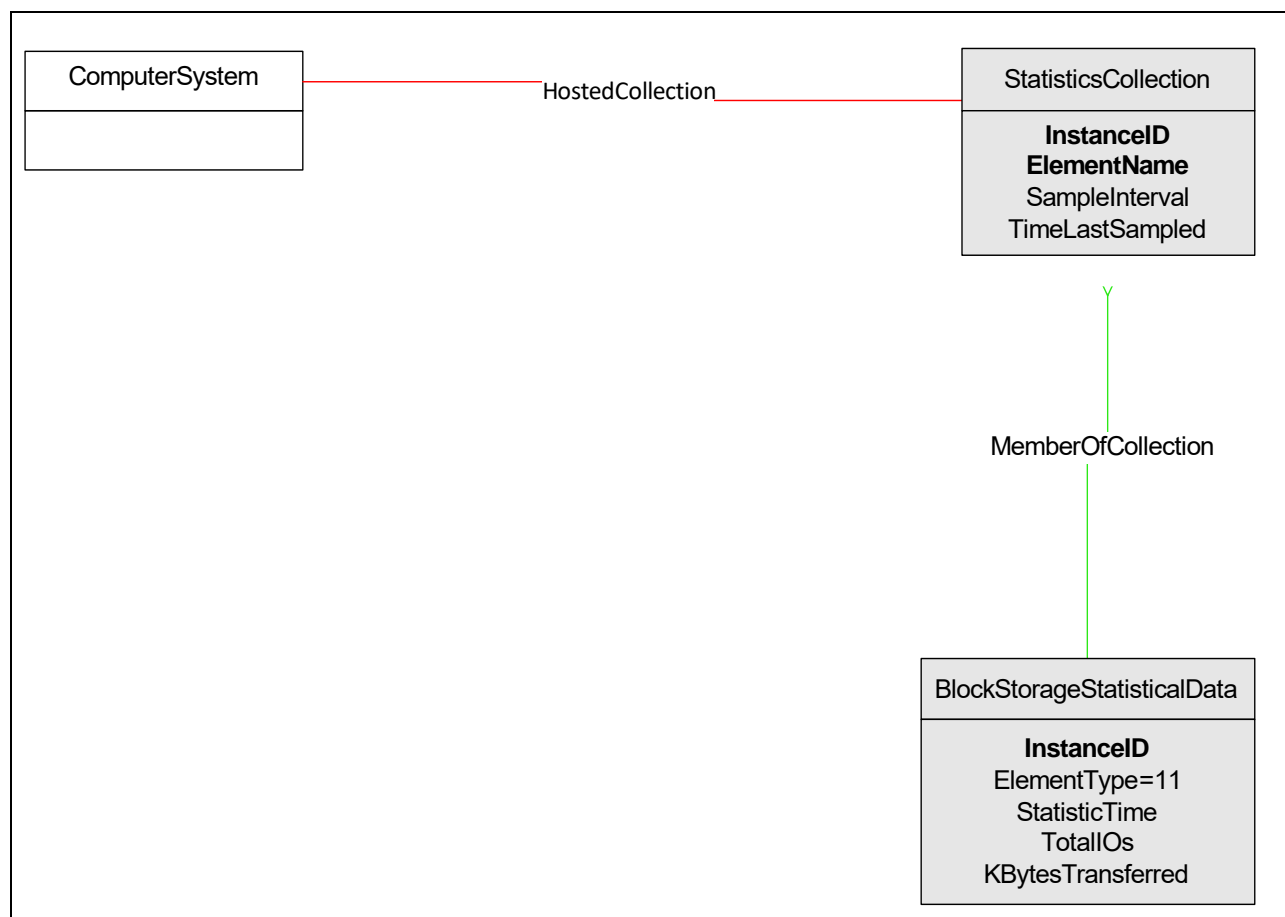 ComputerSystem
HostedCollection
StatisticsCollection
InstanceID
ElementName
SampleInterval
TimeLastSampled
MemberOfCollection
BlockStorageStatisticalData
InstanceID
ElementType=11
StatisticTime
TotalIOs
KBytesTransferred